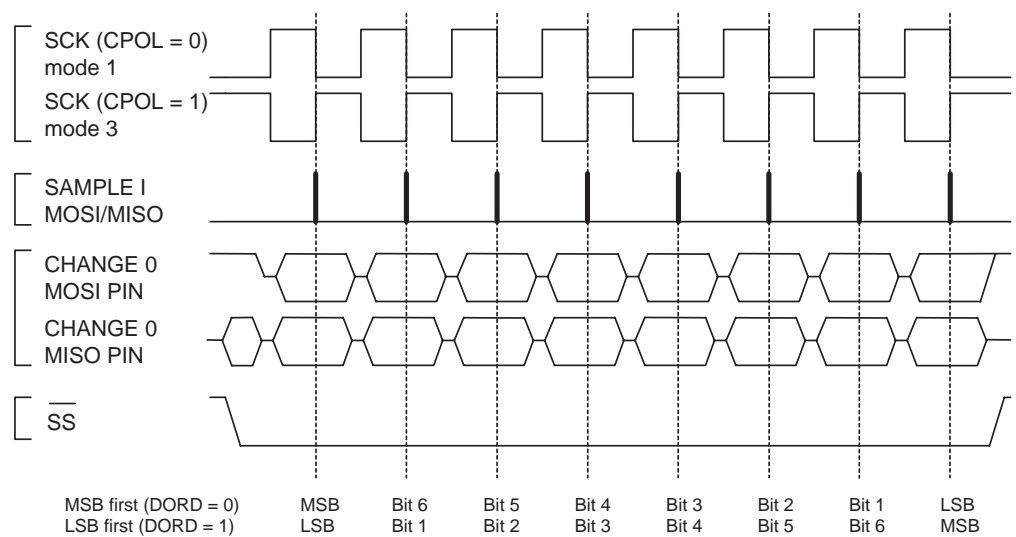 SCK (CPOL = 0)
mode 1
SCK (CPOL = 1)
mode 3
SAMPLE I
MOSI/MISO
CHANGE 0
MOSI PIN
CHANGE 0
MISO PIN
SS
MSB first (DORD = 0) MSB Bit 6 Bit 5 Bit 4 Bit 3 Bit 2 Bit 1 LSB
LSB first (DORD = 1) LSB Bit 1 Bit 2 Bit 3 Bit 4 Bit 5 Bit 6 MSB